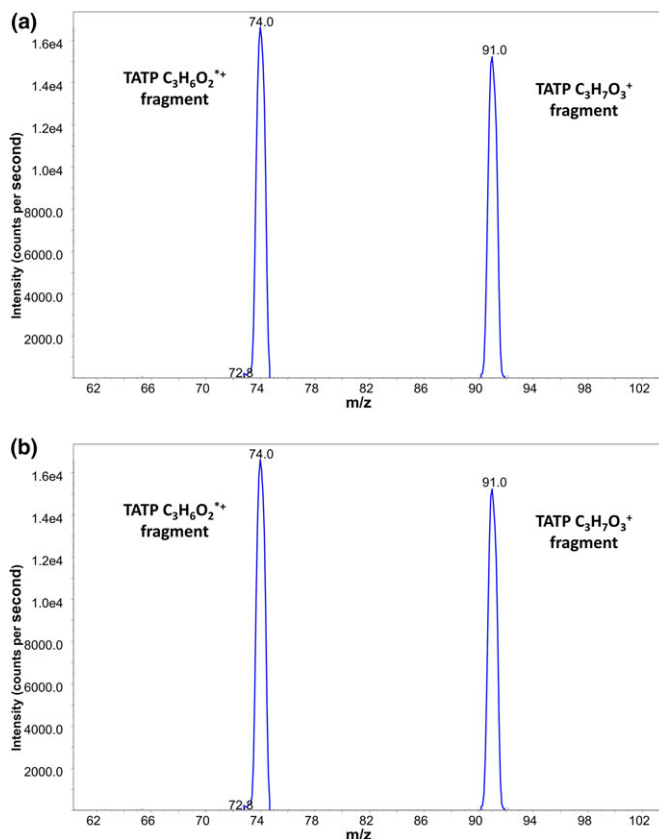 (a)
74.0
91.0
TATP C₃H₆O₂*⁺
fragment
TATP C₃H₇O₃⁺
fragment
Intensity (counts per second)
1.6e4
1.4e4
1.2e4
1.0e4
8000.0
6000.0
4000.0
2000.0
72.8
62 66 70 74 78 82 86 90 94 98 102
m/z
(b)
74.0
91.0
TATP C₃H₆O₂*⁺
fragment
TATP C₃H₇O₃⁺
fragment
Intensity (counts per second)
1.6e4
1.4e4
1.2e4
1.0e4
8000.0
6000.0
4000.0
2000.0
72.8
62 66 70 74 78 82 86 90 94 98 102
m/z